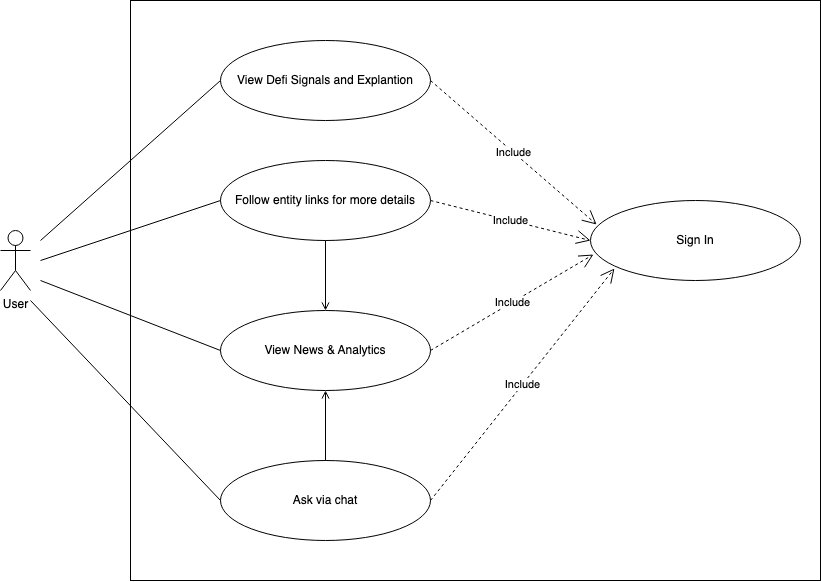 View Defi Signals and Explantion
Include
Follow entity links for more details
Include
Sign In
User
Include
View News & Analytics
Include
Ask via chat